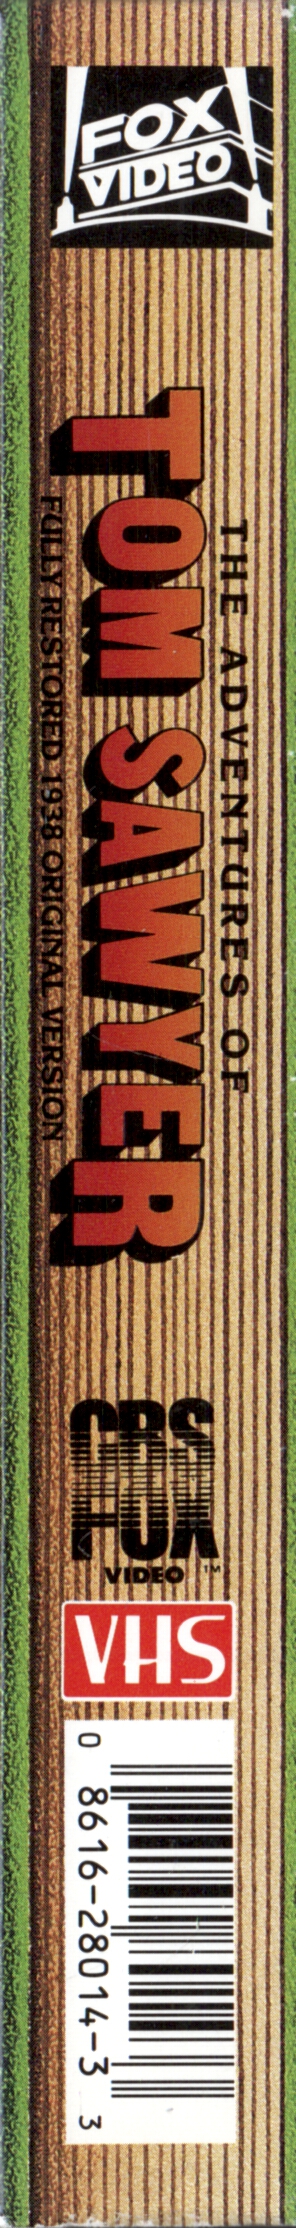 FOX
VIDEO
THE ADVENTURES OF
TOM SAWYER
FULLY RESTORED 1938 ORIGINAL VERSION
CBS
FOX
VIDEO ™
VHS
0 8616-28014-3 3